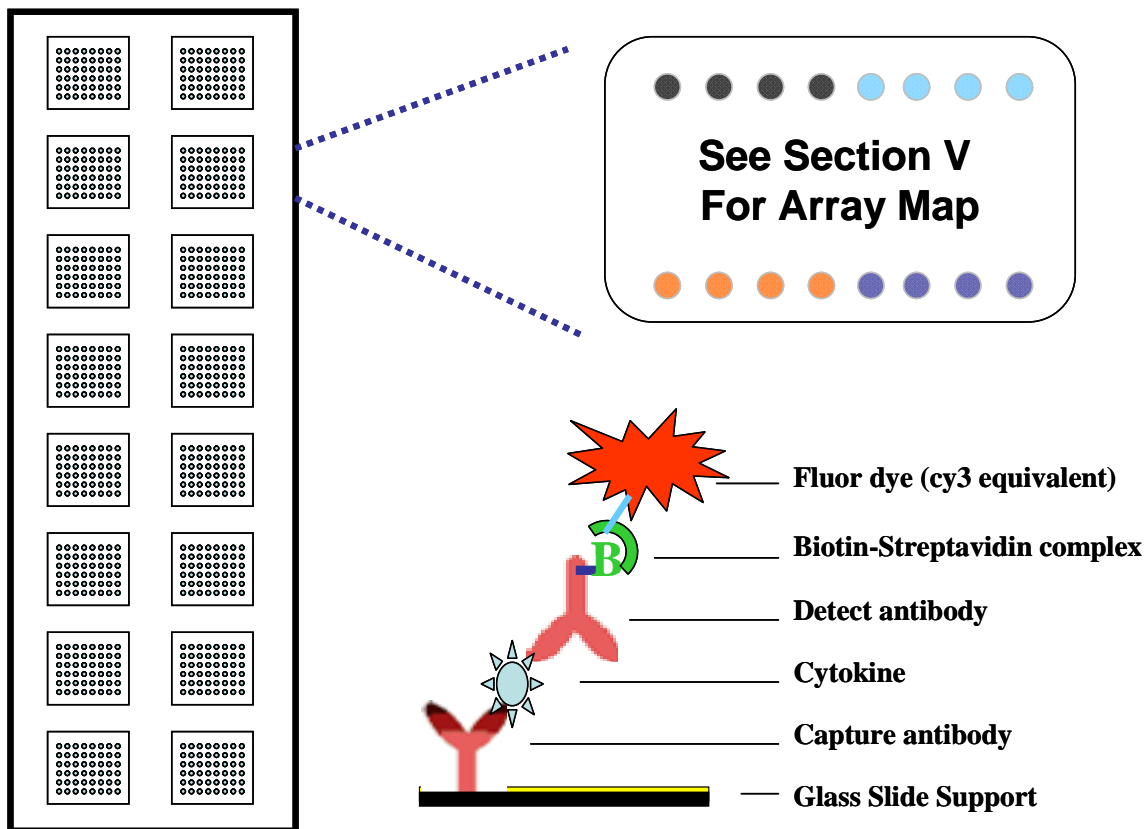 See Section V
For Array Map
Fluor dye (cy3 equivalent)
B
Biotin-Streptavidin complex
Detect antibody
Cytokine
Capture antibody
Glass Slide Support